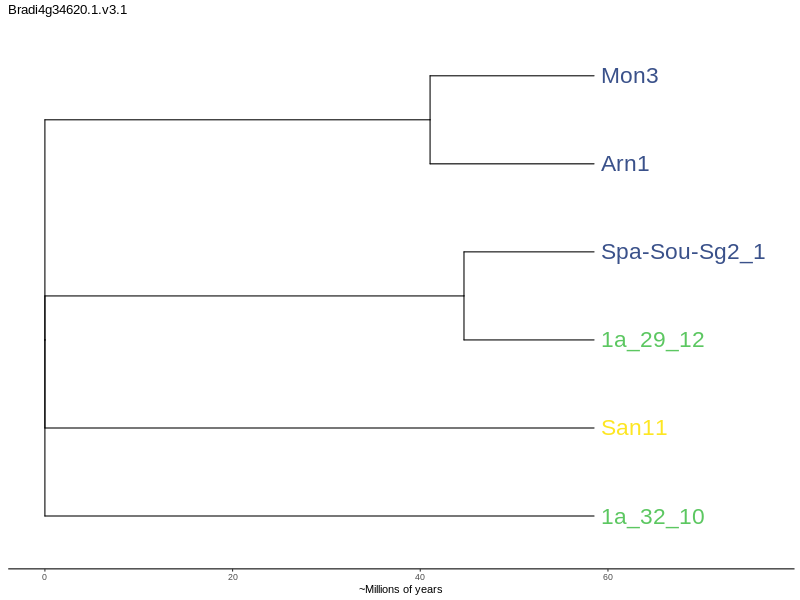 Bradi4g34620.1.v3.1
Mon3
Arn1
Spa-Sou-Sg2_1
1a_29_12
San11
1a_32_10
0 20 40 60
~Millions of years